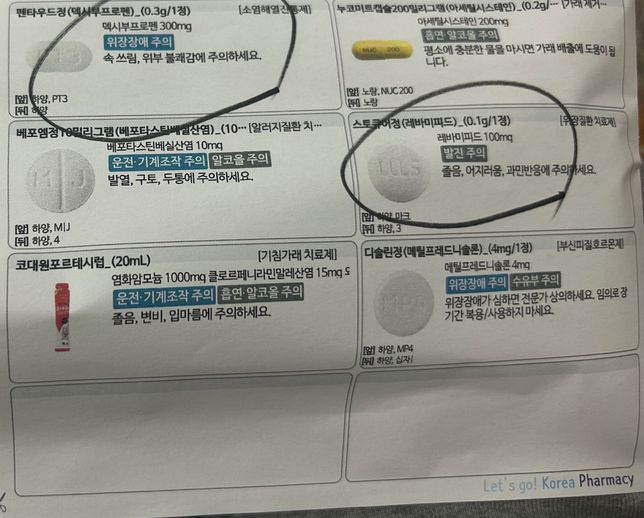 펜타우드정(덱시부프로펜)_(0.3g/1정) [소염해열진통제]
덱시부프로펜 300mg
위장장애 주의
속 쓰림, 위부 불쾌감에 주의하세요.
[앞] 하양, PT3
[뒤] 하양
누코미트캡슐200밀리그램(아세틸시스테인)_(0.2g/… [가래 제거…
아세틸시스테인 200mg
흡연·알코올 주의
평소에 충분한 물을 마시면 가래 배출에 도움이 됩
니다.
NUC 200
[앞] 노랑, NUC200
[뒤] 노랑
베포엠정10밀리그램(베포타스틴베실산염)_(10… [알러지질환 치…
베포타스틴베실산염 10mg
운전·기계조작 주의 알코올 주의
발열, 구토, 두통에 주의하세요.
M J
[앞] 하양, M|J
[뒤] 하양, 4
스토큐어정(레바미피드)_(0.1g/1정) [위장질환 치료제]
레바미피드 100mg
발진 주의
졸음, 어지러움, 과민반응에 주의하세요.
[앞] 하양, 마크
[뒤] 하양, 3
코대원포르테시럽_(20mL) [기침가래 치료제]
염화암모늄 1000mg 클로르페니라민말레산염 15mg
운전·기계조작 주의 흡연·알코올 주의
졸음, 변비, 입마름에 주의하세요.
디솔린정(메틸프레드니솔론)_(4mg/1정) [부신피질호르몬제]
메틸프레드니솔론 4mg
위장장애 주의 수유부 주의
위장장애가 심하면 전문가 상의하세요. 임의로 장
기간 복용/사용하지 마세요.
MP4
[앞] 하양, MP4
[뒤] 하양, 십자
Let's go! Korea Pharmacy